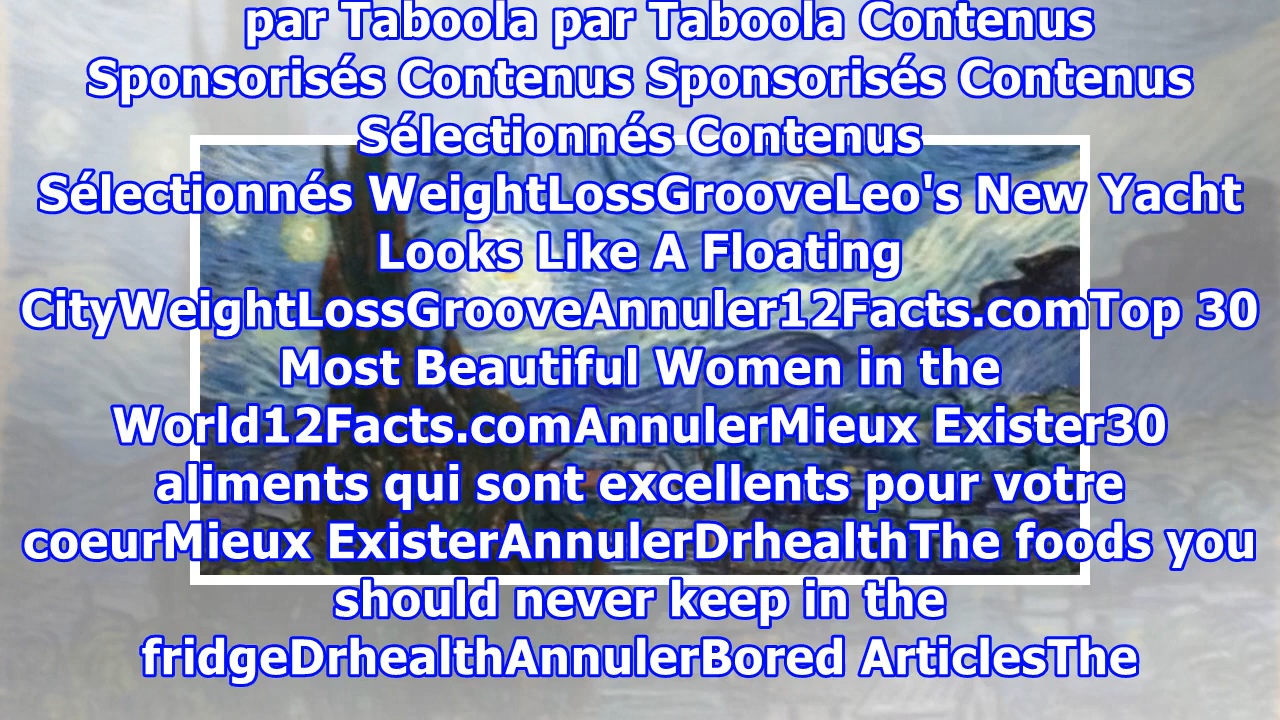 par Taboola par Taboola Contenus
Sponsorisés Contenus Sponsorisés Contenus
Sélectionnés Contenus
Sélectionnés WeightLossGrooveLeo's New Yacht
Looks Like A Floating
CityWeightLossGrooveAnnuler12Facts.comTop 30
Most Beautiful Women in the
World12Facts.comAnnulerMieux Exister30
aliments qui sont excellents pour votre
coeurMieux ExisterAnnulerDrhealthThe foods you
should never keep in the
fridgeDrhealthAnnulerBored ArticlesThe